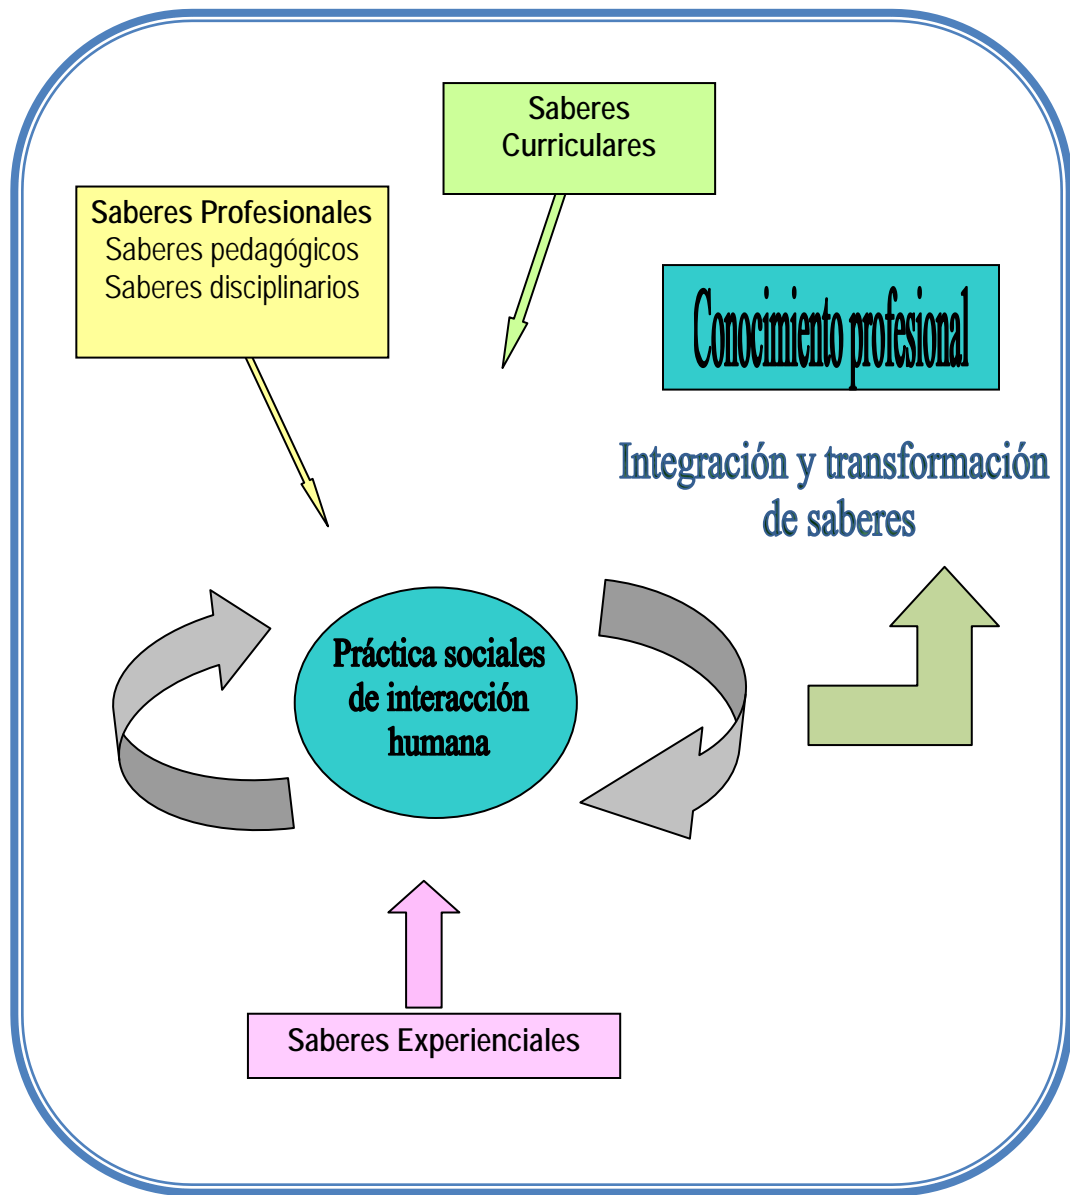 Saberes
Curriculares
Saberes Profesionales
Saberes pedagógicos
Saberes disciplinarios
Conocimiento profesional
Integración y transformación
de saberes
Práctica sociales
de interacción
humana
Saberes Experienciales